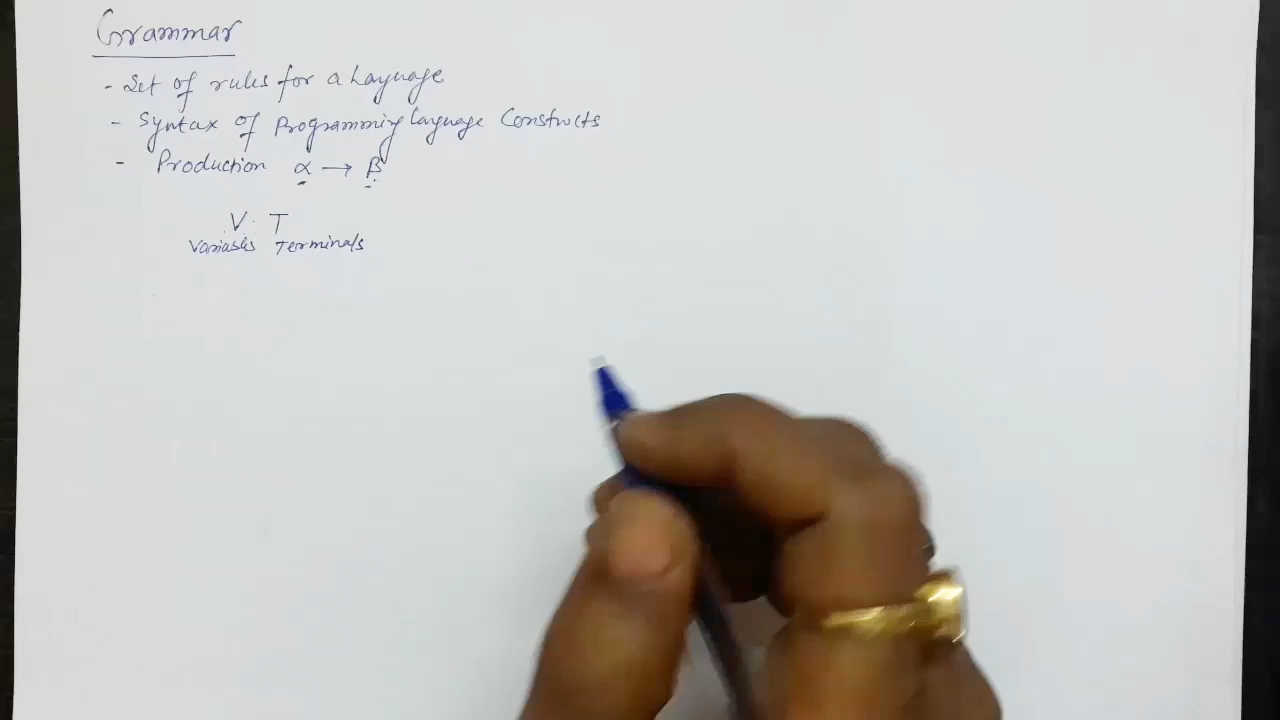 Grammar
- Set of rules for a Language
- Syntax of Programming Language Constructs
- Production α → β
V T
Variables Terminals